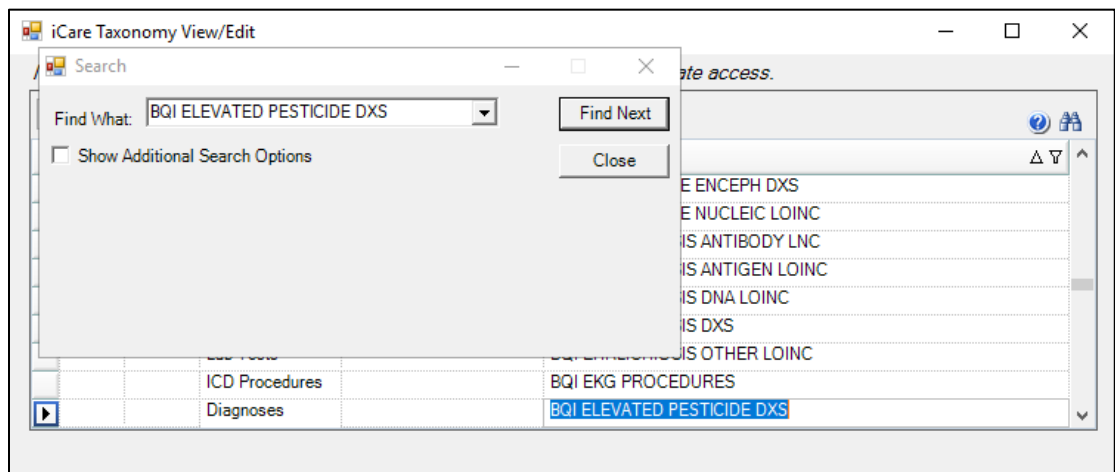 iCare Taxonomy View/Edit
Search
ate access.
Find What:
BQI ELEVATED PESTICIDE DXS
Find Next
Show Additional Search Options
Close
E ENCEPH DXS
E NUCLEIC LOINC
IS ANTIBODY LNC
IS ANTIGEN LOINC
IS DNA LOINC
IS DXS
OTHER LOINC
ICD Procedures
BQI EKG PROCEDURES
Diagnoses
BQI ELEVATED PESTICIDE DXS